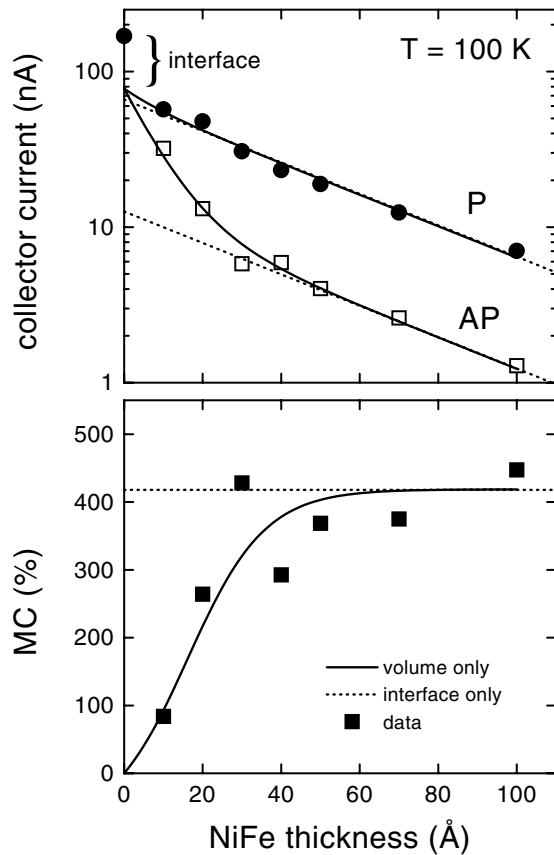 T = 100 K
} interface
100
10
1
collector current (nA)
P
AP
500
400
300
200
100
0
MC (%)
volume only
interface only
data
0 20 40 60 80 100
NiFe thickness (Å)